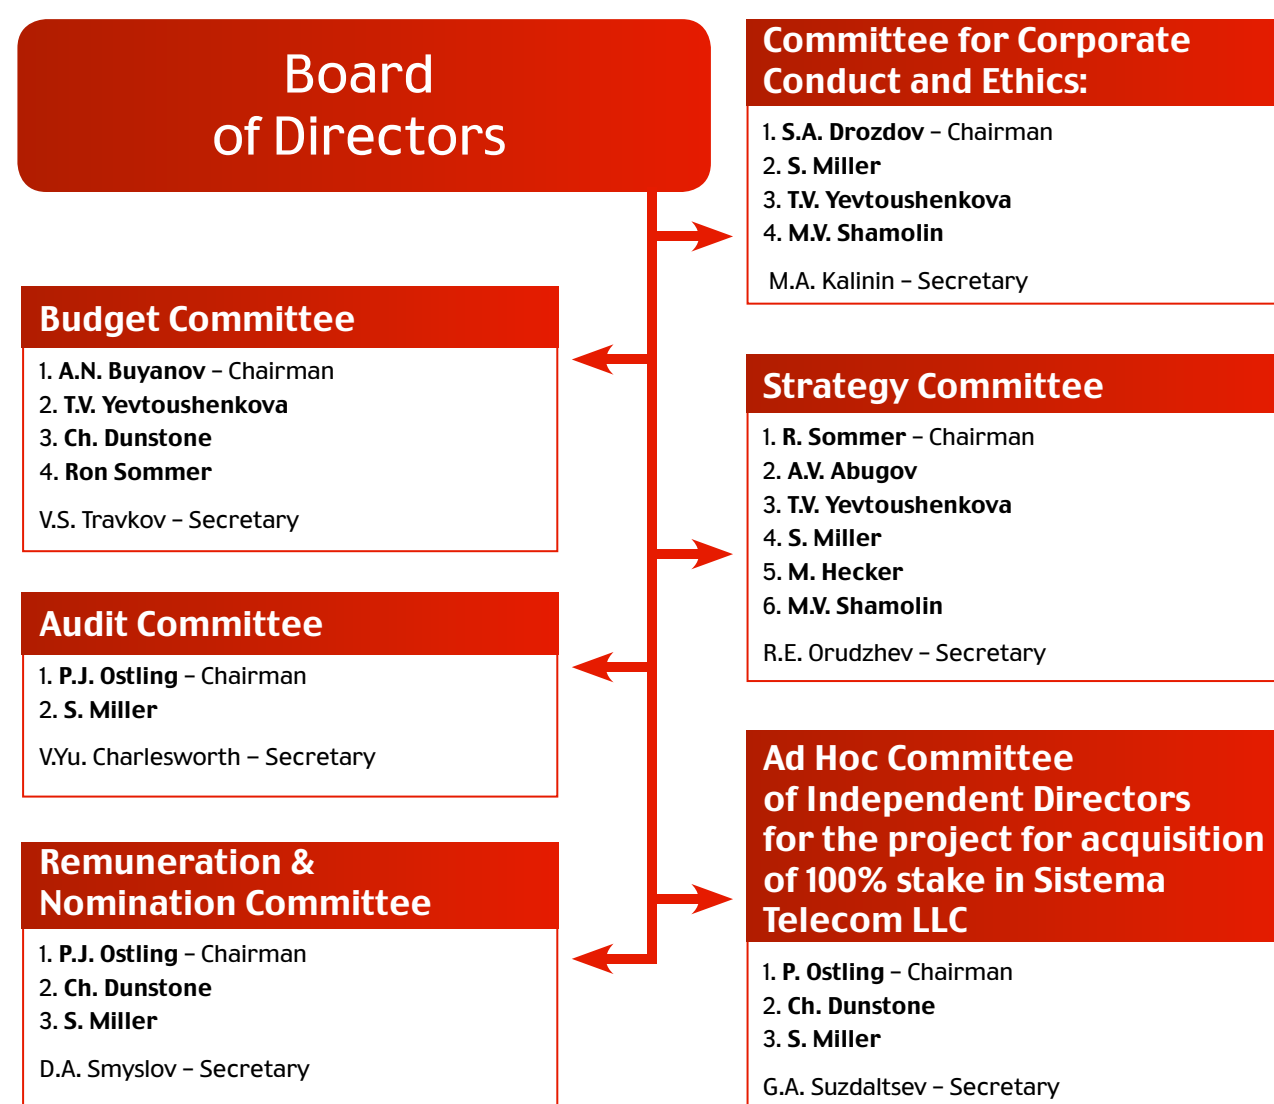 Board
of Directors
Budget Committee
1. A.N. Buyanov – Chairman
2. T.V. Yevtoushenkova
3. Ch. Dunstone
4. Ron Sommer
V.S. Travkov – Secretary
Audit Committee
1. P.J. Ostling – Chairman
2. S. Miller
V.Yu. Charlesworth – Secretary
Remuneration &
Nomination Committee
1. P.J. Ostling – Chairman
2. Ch. Dunstone
3. S. Miller
D.A. Smyslov – Secretary
Committee for Corporate
Conduct and Ethics:
1. S.A. Drozdov – Chairman
2. S. Miller
3. T.V. Yevtoushenkova
4. M.V. Shamolin
M.A. Kalinin – Secretary
Strategy Committee
1. R. Sommer – Chairman
2. A.V. Abugov
3. T.V. Yevtoushenkova
4. S. Miller
5. M. Hecker
6. M.V. Shamolin
R.E. Orudzhev – Secretary
Ad Hoc Committee
of Independent Directors
for the project for acquisition
of 100% stake in Sistema
Telecom LLC
1. P. Ostling – Chairman
2. Ch. Dunstone
3. S. Miller
G.A. Suzdaltsev – Secretary